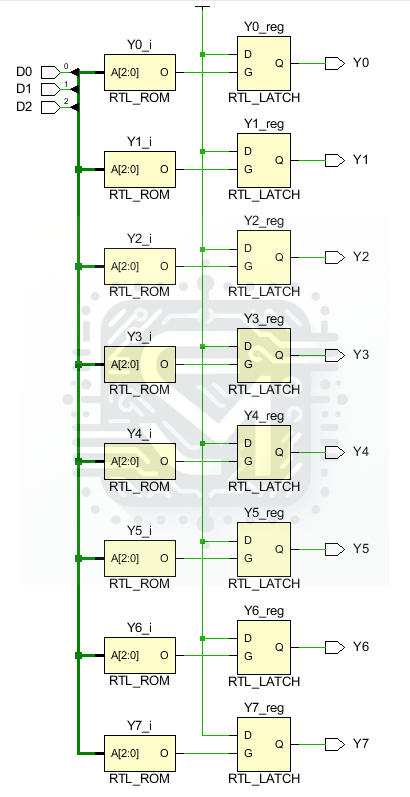 Y0_i Y0_reg
D0 0 A[2:0] O D Q Y0
D1 1 G
D2 2 RTL_ROM RTL_LATCH
Y1_i Y1_reg
A[2:0] O D Q Y1
G
RTL_ROM RTL_LATCH
Y2_i Y2_reg
A[2:0] O D Q Y2
G
RTL_ROM RTL_LATCH
Y3_i Y3_reg
A[2:0] O D Q Y3
G
RTL_ROM RTL_LATCH
Y4_i Y4_reg
A[2:0] O D Q Y4
G
RTL_ROM RTL_LATCH
Y5_i Y5_reg
A[2:0] O D Q Y5
G
RTL_ROM RTL_LATCH
Y6_i Y6_reg
A[2:0] O D Q Y6
G
RTL_ROM RTL_LATCH
Y7_i Y7_reg
A[2:0] O D Q Y7
G
RTL_ROM RTL_LATCH